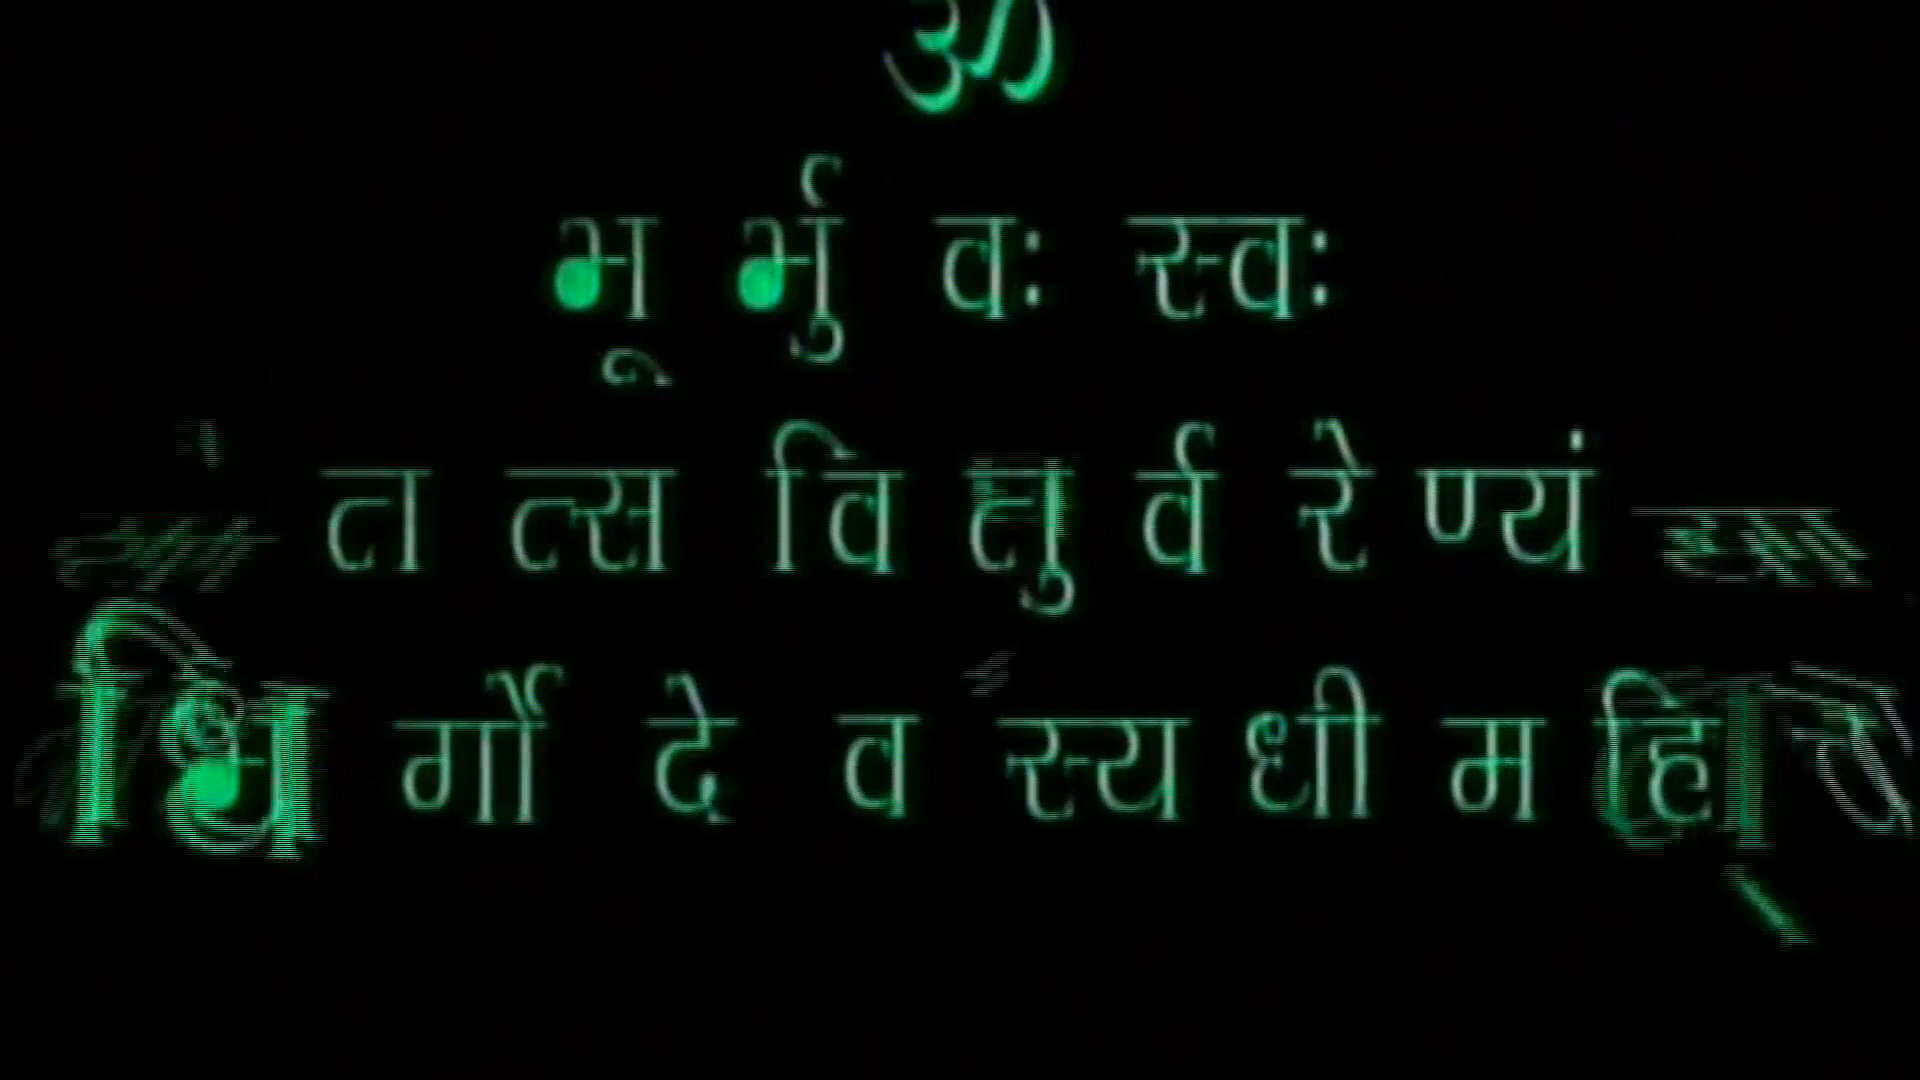 ॐ
भू र्भु वः स्वः
त त्स वि तु र्व रे ण्यं
र्गो दे व स्य धी म हि